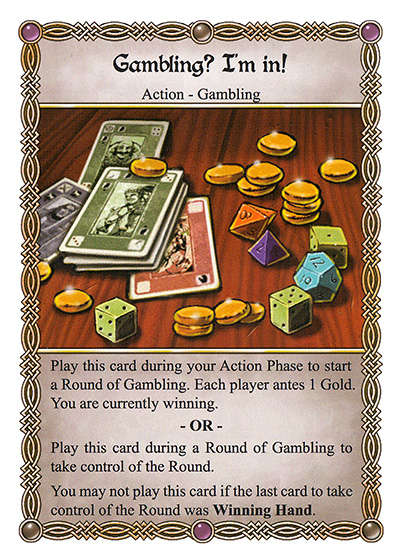 Gambling? I'm in!
Action - Gambling
Play this card during your Action Phase to start
a Round of Gambling. Each player antes 1 Gold.
You are currently winning.
- OR -
Play this card during a Round of Gambling to
take control of the Round.
You may not play this card if the last card to take
control of the Round was Winning Hand.